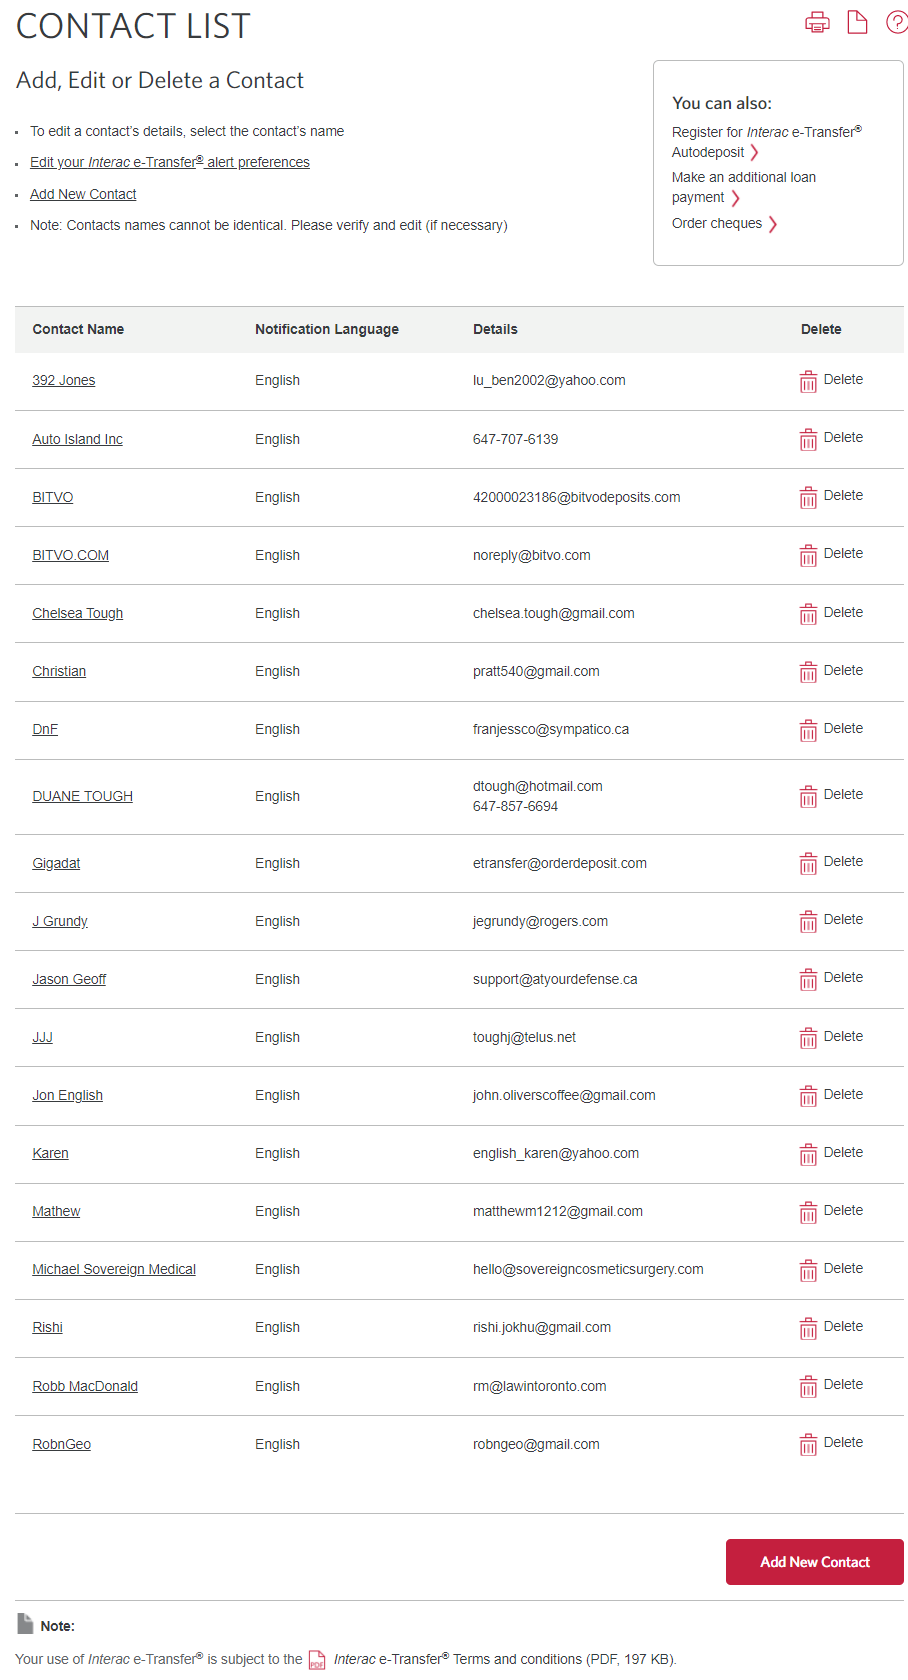 CONTACT LIST
Add, Edit or Delete a Contact
To edit a contact's details, select the contact's name
Edit your Interac e-Transfer® alert preferences
Add New Contact
Note: Contacts names cannot be identical. Please verify and edit (if necessary)
You can also:
Register for Interac e-Transfer®
Autodeposit
Make an additional loan
payment
Order cheques
Contact Name Notification Language Details Delete
392 Jones English lu_ben2002@yahoo.com Delete
Auto Island Inc English 647-707-6139 Delete
BITVO English 42000023186@bitvodeposits.com Delete
BITVO.COM English noreply@bitvo.com Delete
Chelsea Tough English chelsea.tough@gmail.com Delete
Christian English pratt540@gmail.com Delete
DnF English franjessco@sympatico.ca Delete
DUANE TOUGH English dtough@hotmail.com Delete
647-857-6694
Gigadat English etransfer@orderdeposit.com Delete
J Grundy English jegrundy@rogers.com Delete
Jason Geoff English support@atyourdefense.ca Delete
JJJ English toughj@telus.net Delete
Jon English English john.oliverscoffee@gmail.com Delete
Karen English english_karen@yahoo.com Delete
Mathew English matthewm1212@gmail.com Delete
Michael Sovereign Medical English hello@sovereigncosmeticsurgery.com Delete
Rishi English rishi.jokhu@gmail.com Delete
Robb MacDonald English rm@lawintoronto.com Delete
RobnGeo English robngeo@gmail.com Delete
Add New Contact
Note:
Your use of Interac e-Transfer® is subject to the PDF Interac e-Transfer® Terms and conditions (PDF, 197 KB).